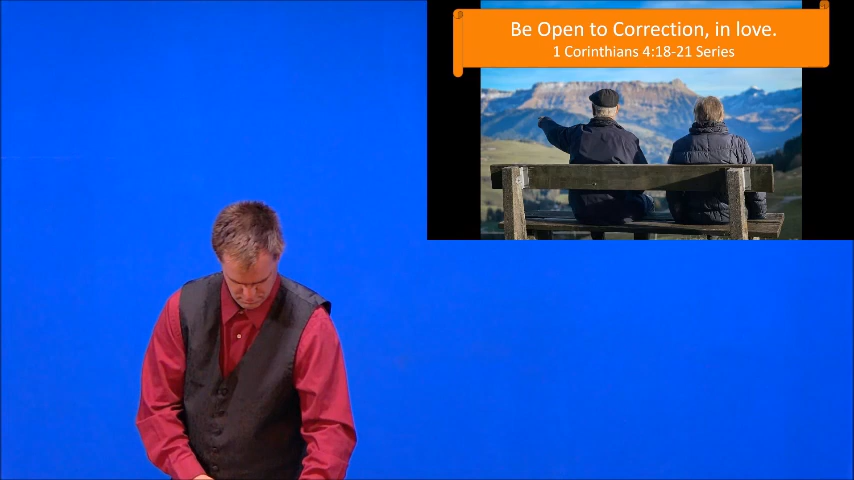 Be Open to Correction, in love.
1 Corinthians 4:18-21 Series